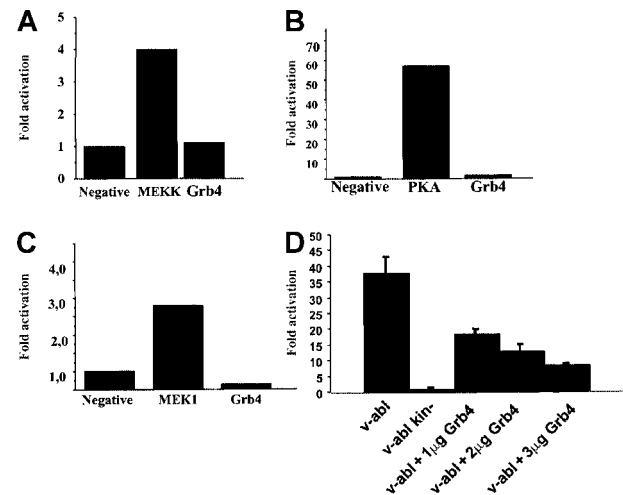 A
Fold activation
5
4
3
2
1
0
Negative MEKK Grb4
B
Fold activation
70
60
50
40
30
20
10
Negative PKA Grb4
C
Fold activation
4,0
3,0
2,0
1,0
Negative MEK1 Grb4
D
Fold activation
50
45
40
35
30
25
20
15
10
5
0
v-abl
v-abl kin-
v-abl + 1µg Grb4
v-abl + 2µg Grb4
v-abl + 3µg Grb4